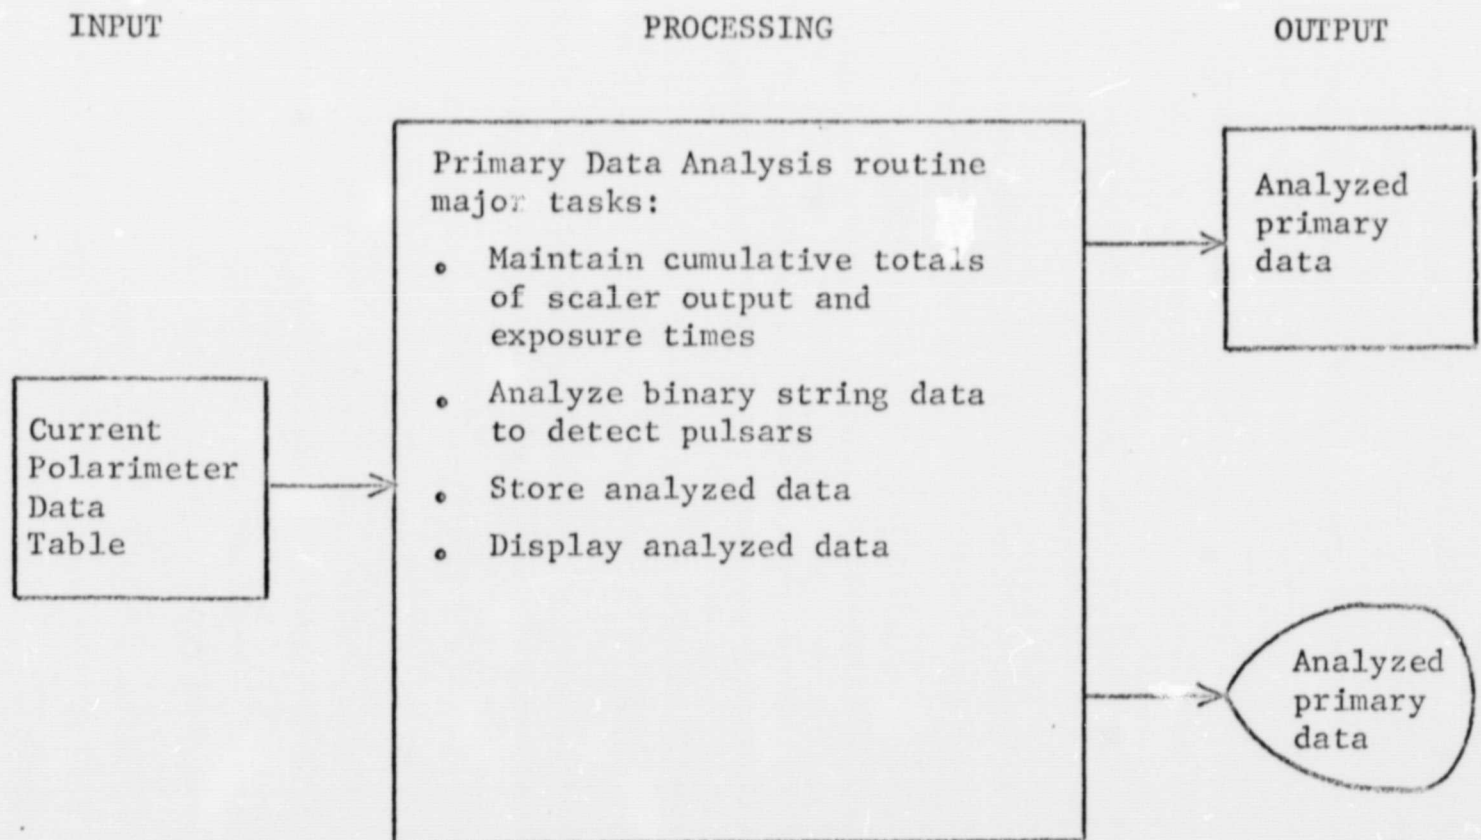 INPUT
PROCESSING
OUTPUT
Current
Polarimeter
Data
Table
Primary Data Analysis routine
major tasks:
• Maintain cumulative totals
of scaler output and
exposure times
• Analyze binary string data
to detect pulsars
• Store analyzed data
• Display analyzed data
Analyzed
primary
data
Analyzed
primary
data